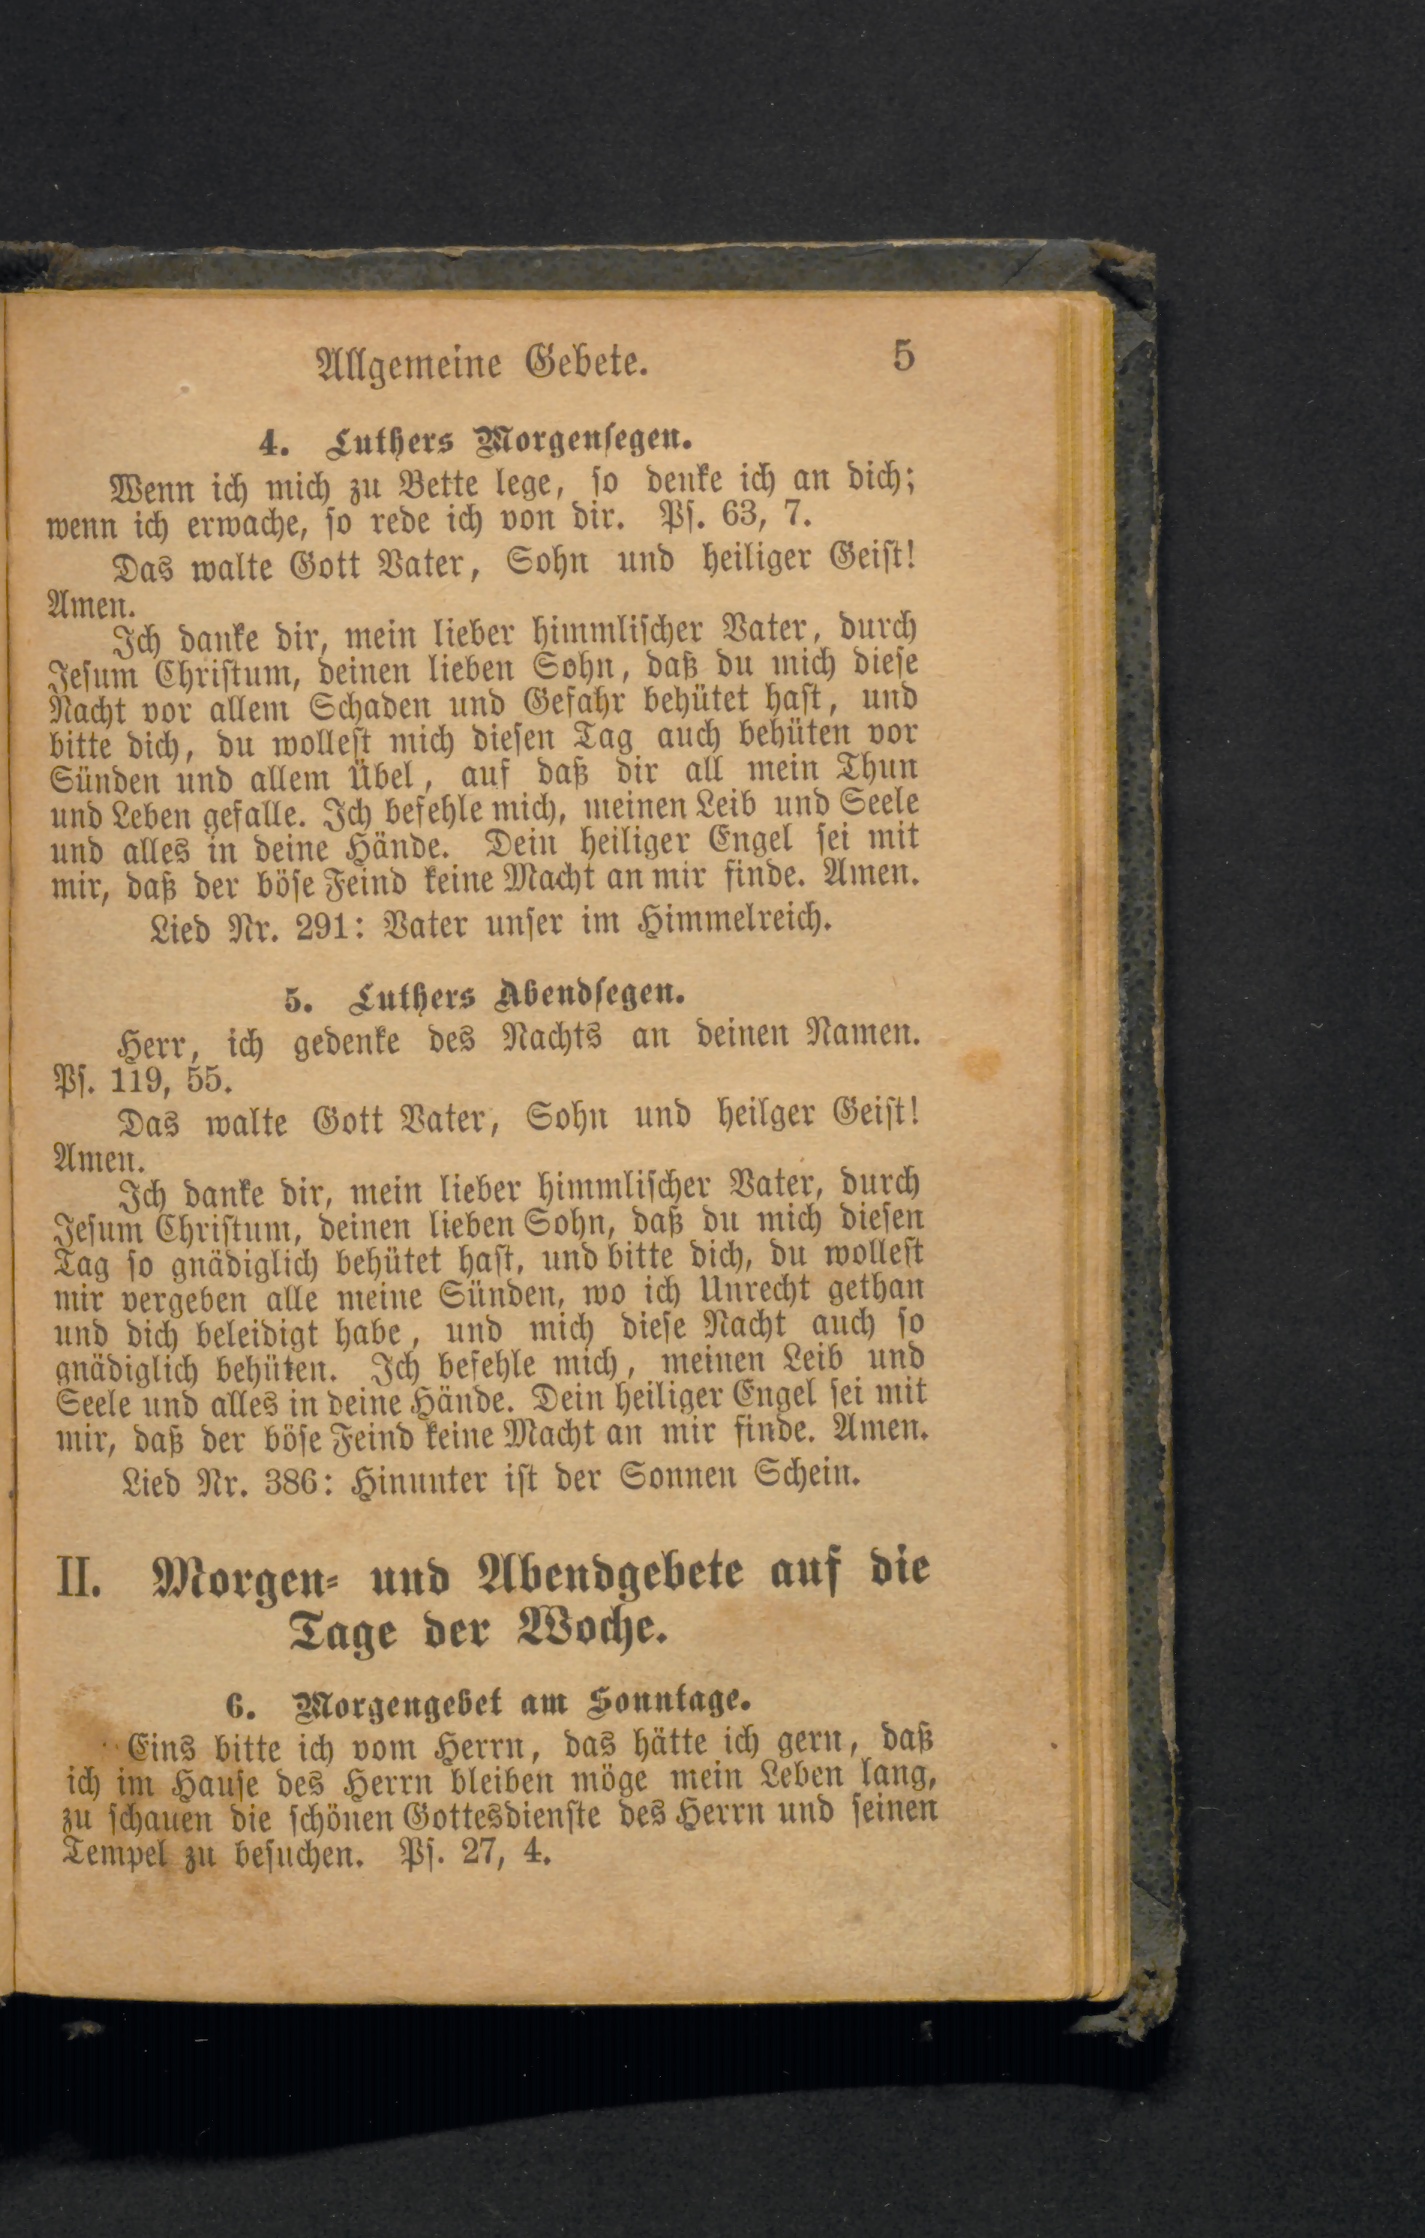 Allgemeine Gebete. 5
4. Luthers Morgensegen.
Wenn ich mich zu Bette lege, so denke ich an dich;
wenn ich erwache, so rede ich von dir. Ps. 63, 7.
Das walte Gott Vater, Sohn und heiliger Geist!
Amen.
Ich danke dir, mein lieber himmlischer Vater, durch
Jesum Christum, deinen lieben Sohn, daß du mich diese
Nacht vor allem Schaden und Gefahr behütet hast, und
bitte dich, du wollest mich diesen Tag auch behüten vor
Sünden und allem Übel, auf daß dir all mein Thun
und Leben gefalle. Ich befehle mich, meinen Leib und Seele
und alles in deine Hände. Dein heiliger Engel sei mit
mir, daß der böse Feind keine Macht an mir finde. Amen.
Lied Nr. 291: Vater unser im Himmelreich.
5. Luthers Abendsegen.
Herr, ich gedenke des Nachts an deinen Namen.
Ps. 119, 55.
Das walte Gott Vater, Sohn und heilger Geist!
Amen.
Ich danke dir, mein lieber himmlischer Vater, durch
Jesum Christum, deinen lieben Sohn, daß du mich diesen
Tag so gnädiglich behütet hast, und bitte dich, du wollest
mir vergeben alle meine Sünden, wo ich Unrecht gethan
und dich beleidigt habe, und mich diese Nacht auch so
gnädiglich behüten. Ich befehle mich, meinen Leib und
Seele und alles in deine Hände. Dein heiliger Engel sei mit
mir, daß der böse Feind keine Macht an mir finde. Amen.
Lied Nr. 386: Hinunter ist der Sonnen Schein.
II. Morgen- und Abendgebete auf die
Tage der Woche.
6. Morgengebet am Sonntage.
Eins bitte ich vom Herrn, das hätte ich gern, daß
ich im Hause des Herrn bleiben möge mein Leben lang,
zu schauen die schönen Gottesdienste des Herrn und seinen
Tempel zu besuchen. Ps. 27, 4.